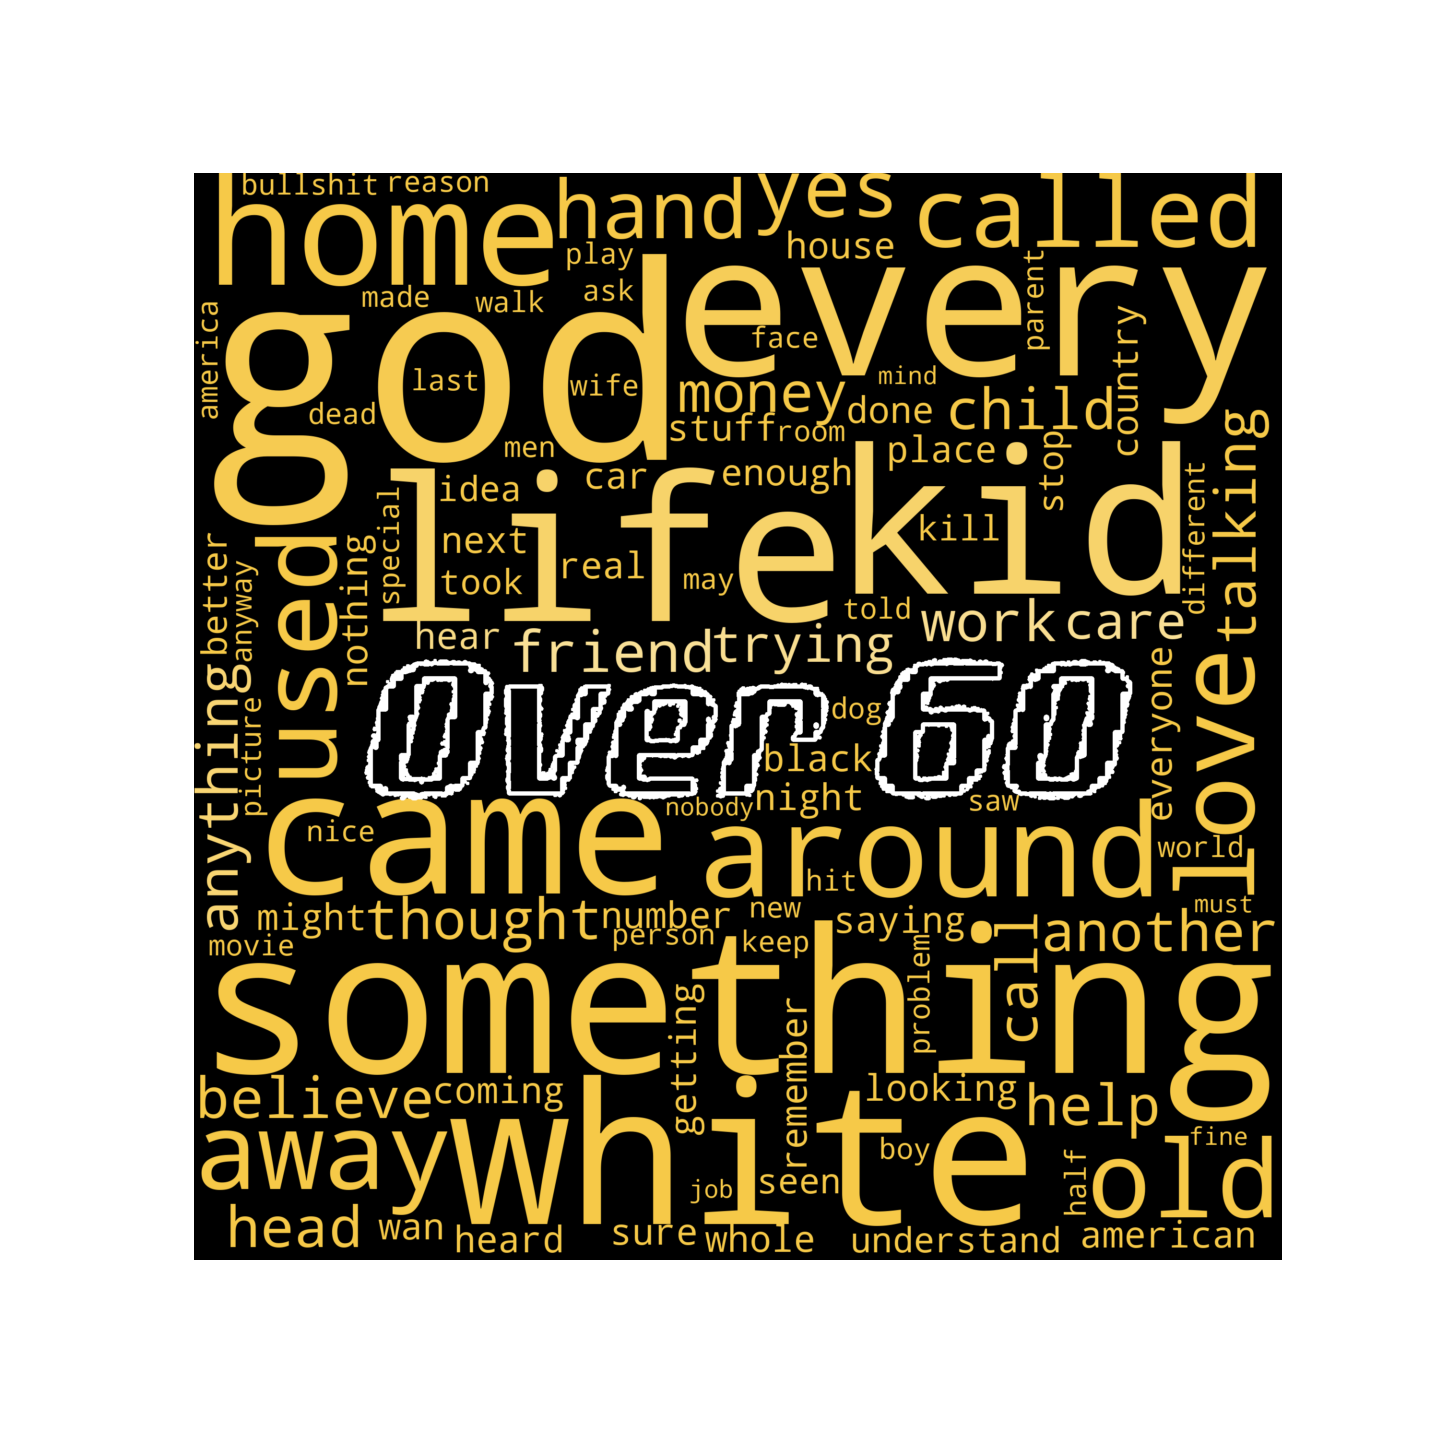 bullshit
reason
home
hand
yes
called
play
house
made
walk
ask
god
every
parent
america
face
country
last
wife
mind
money
dead
done
child
stuff
room
men
place
stop
talking
car
enough
idea
life
kid
different
special
next
kill
better
anyway
used
nothing
real
took
may
told
work
care
hear
friend
trying
Over 60
dog
everyone
love
anything
picture
black
night
nobody
saw
came
around
nice
world
hit
must
might
thought
number
new
saying
another
person
keep
movie
something
problem
call
getting
remember
believe
coming
looking
help
away
white
boy
fine
old
half
job
seen
head
wan
heard
sure
whole
understand
american